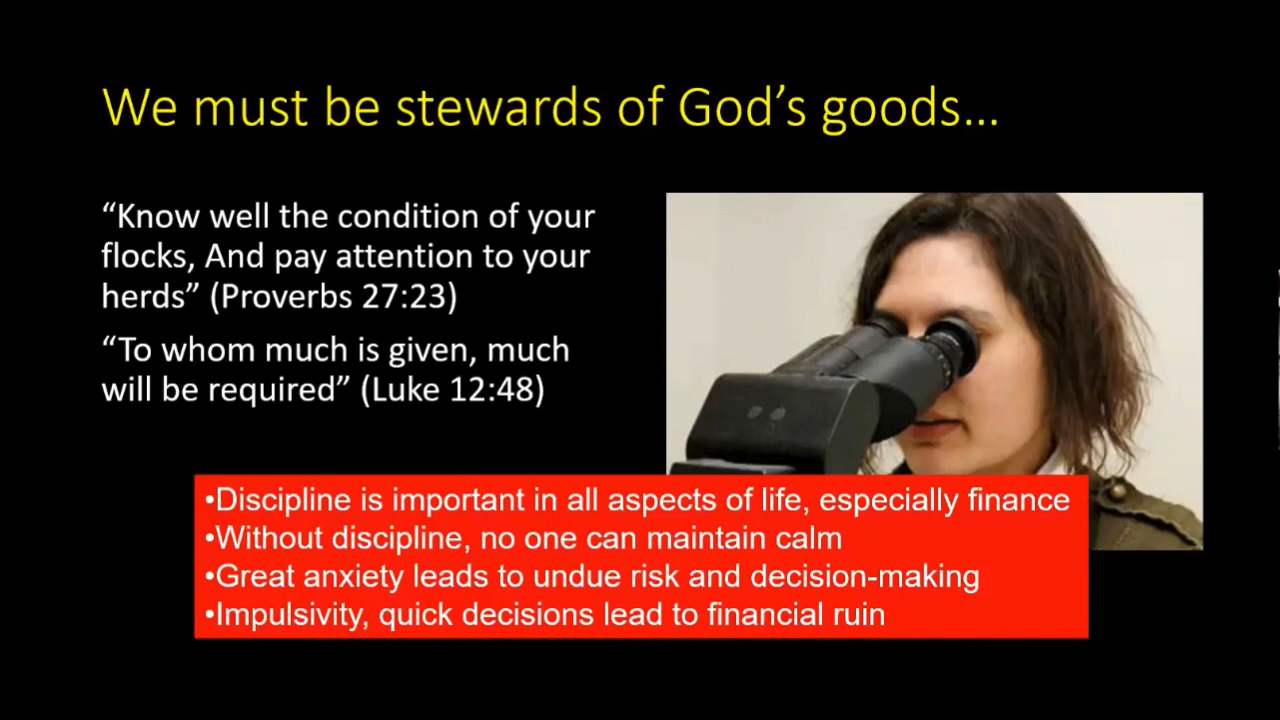 We must be stewards of God’s goods…
“Know well the condition of your
flocks, And pay attention to your
herds” (Proverbs 27:23)
“To whom much is given, much
will be required” (Luke 12:48)
•Discipline is important in all aspects of life, especially finance
•Without discipline, no one can maintain calm
•Great anxiety leads to undue risk and decision-making
•Impulsivity, quick decisions lead to financial ruin